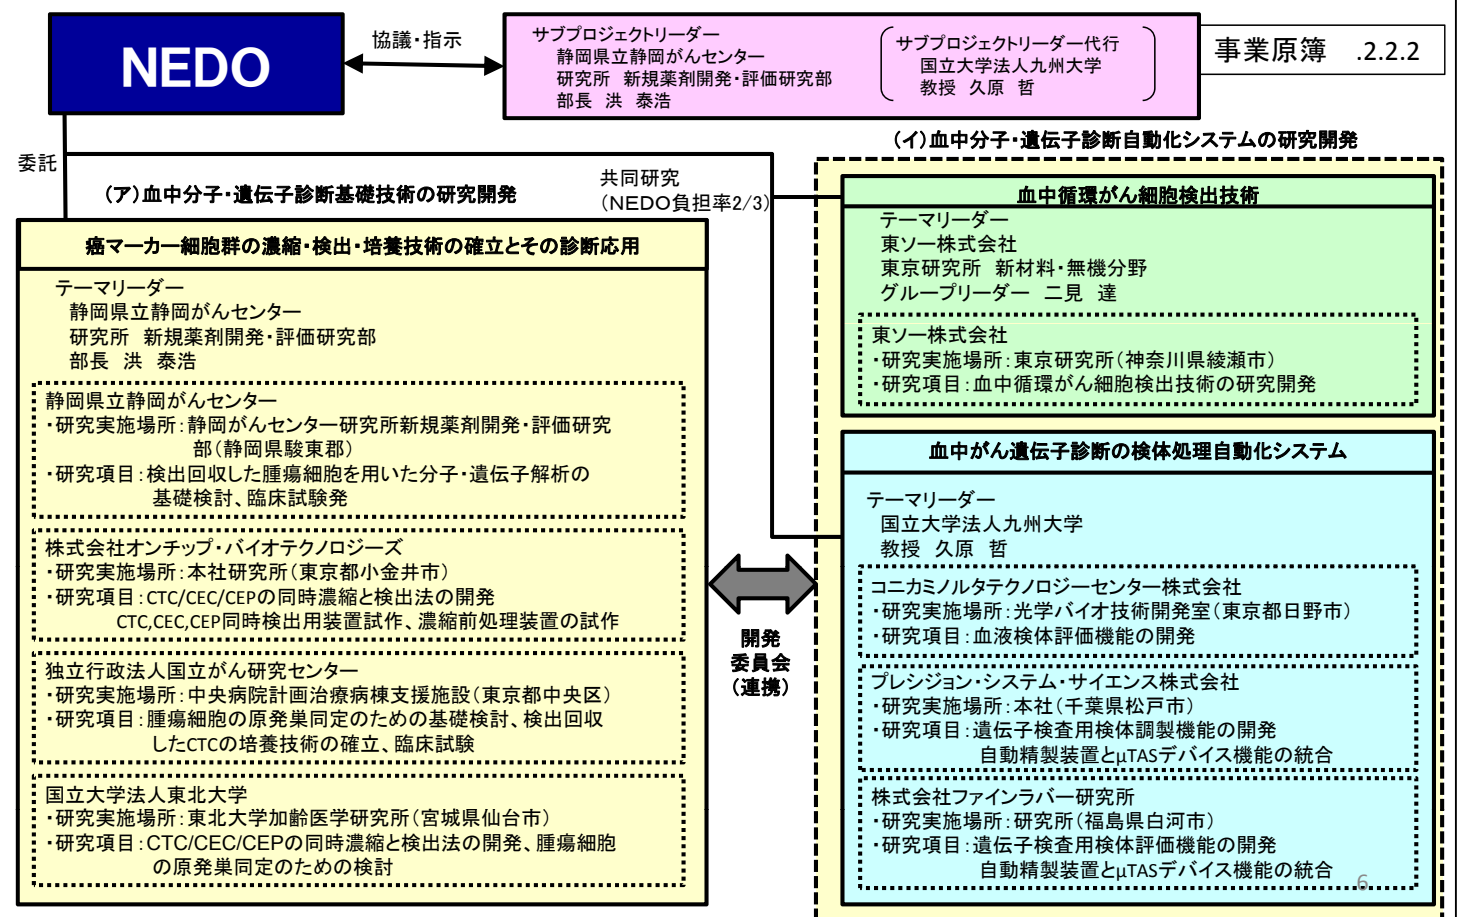 NEDO
協議・指示
サブプロジェクトリーダー
静岡県立静岡がんセンター
研究所 新規薬剤開発・評価研究部
部長 洪 泰浩
サブプロジェクトリーダー代行
国立大学法人九州大学
教授 久原 哲
事業原簿 .2.2.2
委託
共同研究
(NEDO負担率2/3)
(ア)血中分子・遺伝子診断基礎技術の研究開発
癌マーカー細胞群の濃縮・検出・培養技術の確立とその診断応用
テーマリーダー
静岡県立静岡がんセンター
研究所 新規薬剤開発・評価研究部
部長 洪 泰浩
静岡県立静岡がんセンター
・研究実施場所:静岡がんセンター研究所新規薬剤開発・評価研究
部(静岡県駿東郡)
・研究項目:検出回収した腫瘍細胞を用いた分子・遺伝子解析の
基礎検討、臨床試験発
株式会社オンチップ・バイオテクノロジーズ
・研究実施場所:本社研究所(東京都小金井市)
・研究項目:CTC/CEC/CEPの同時濃縮と検出法の開発
CTC,CEC,CEP同時検出用装置試作、濃縮前処理装置の試作
独立行政法人国立がん研究センター
・研究実施場所:中央病院計画治療病棟支援施設(東京都中央区)
・研究項目:腫瘍細胞の原発巣同定のための基礎検討、検出回収
したCTCの培養技術の確立、臨床試験
国立大学法人東北大学
・研究実施場所:東北大学加齢医学研究所(宮城県仙台市)
・研究項目:CTC/CEC/CEPの同時濃縮と検出法の開発、腫瘍細胞
の原発巣同定のための検討
開発
委員会
(連携)
(イ)血中分子・遺伝子診断自動化システムの研究開発
血中循環がん細胞検出技術
テーマリーダー
東ソー株式会社
東京研究所 新材料・無機分野
グループリーダー 二見 達
東ソー株式会社
・研究実施場所:東京研究所(神奈川県綾瀬市)
・研究項目:血中循環がん細胞検出技術の研究開発
血中がん遺伝子診断の検体処理自動化システム
テーマリーダー
国立大学法人九州大学
教授 久原 哲
コニカミノルタテクノロジーセンター株式会社
・研究実施場所:光学バイオ技術開発室(東京都日野市)
・研究項目:血液検体評価機能の開発
プレシジョン・システム・サイエンス株式会社
・研究実施場所:本社(千葉県松戸市)
・研究項目:遺伝子検査用検体調製機能の開発
自動精製装置とμTASデバイス機能の統合
株式会社ファインラバー研究所
・研究実施場所:研究所(福島県白河市)
・研究項目:遺伝子検査用検体評価機能の開発
自動精製装置とμTASデバイス機能の統合
6